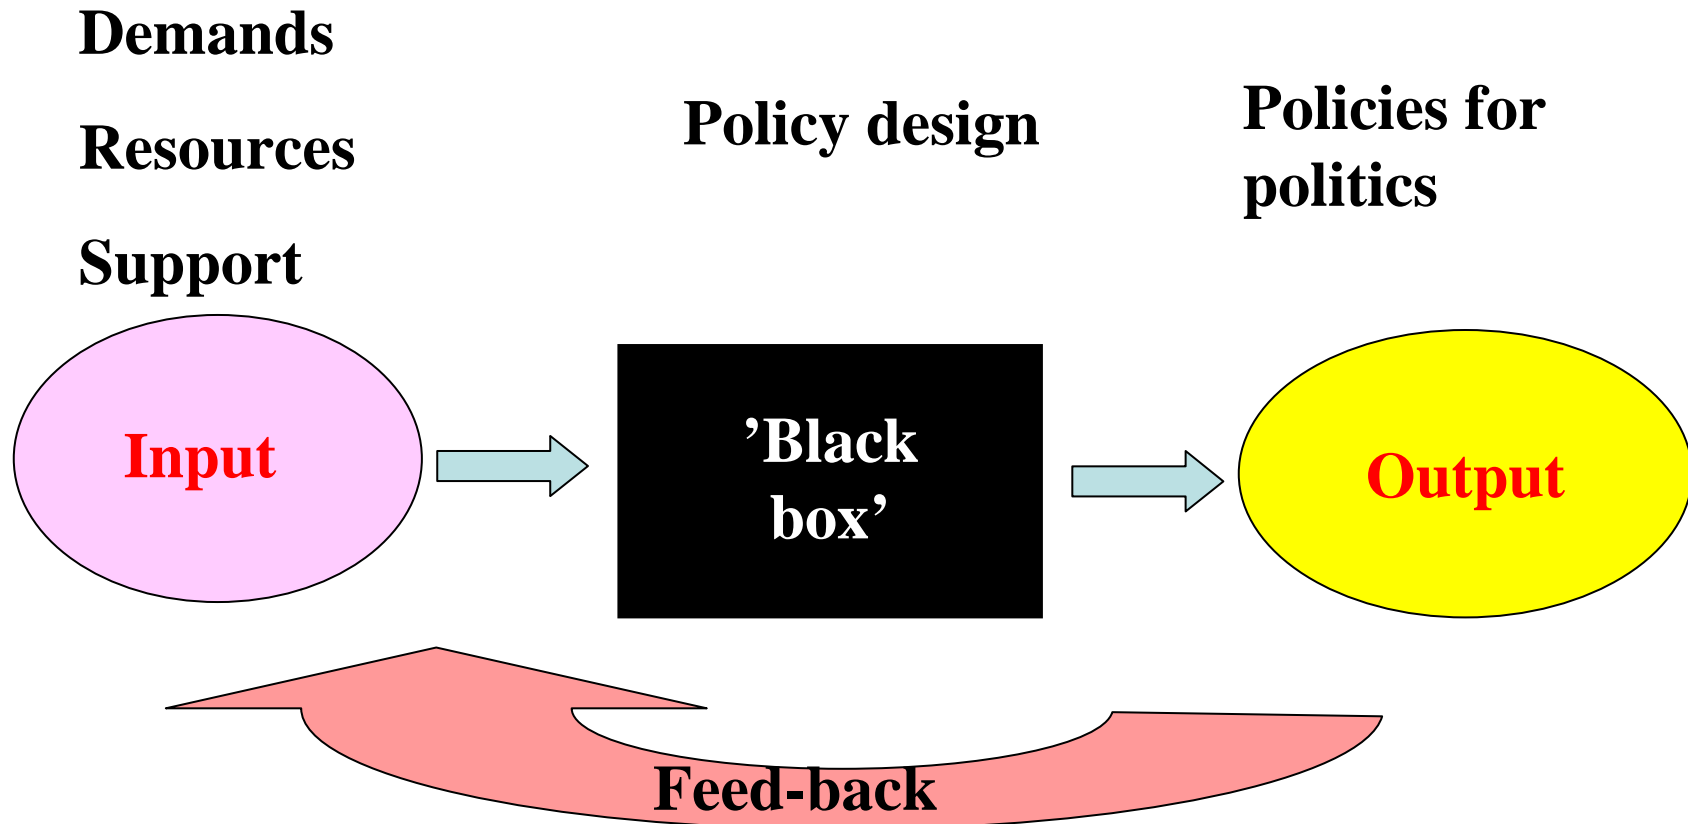 Demands
Resources
Support
Policy design
Policies for
politics
Input
’Black
box’
Output
Feed-back